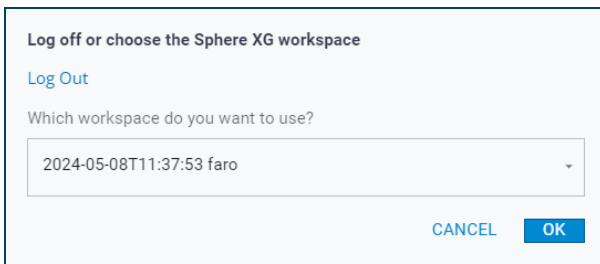 Log off or choose the Sphere XG workspace
Log Out
Which workspace do you want to use?
2024-05-08T11:37:53 faro
CANCEL OK